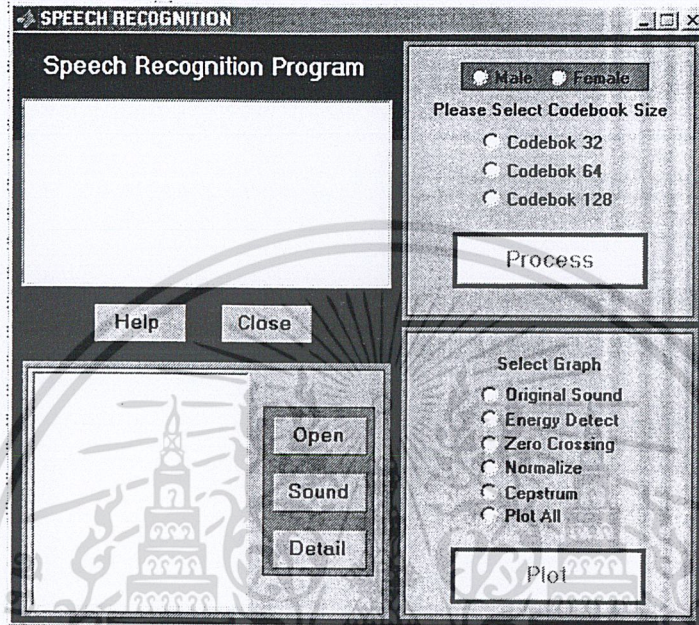 SPEECH RECOGNITION
Speech Recognition Program
Help
Close
Open
Sound
Detail
Male
Female
Please Select Codebook Size
Codebok 32
Codebok 64
Codebok 128
Process
Select Graph
Original Sound
Energy Detect
Zero Crossing
Normalize
Cepstrum
Plot All
Plot